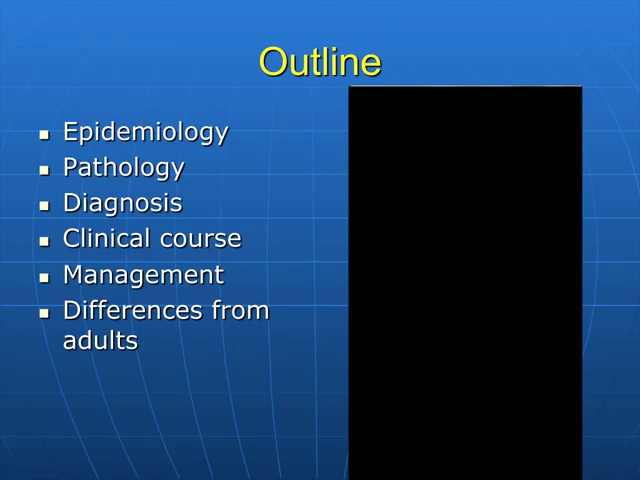 Outline
Epidemiology
Pathology
Diagnosis
Clinical course
Management
Differences from
adults